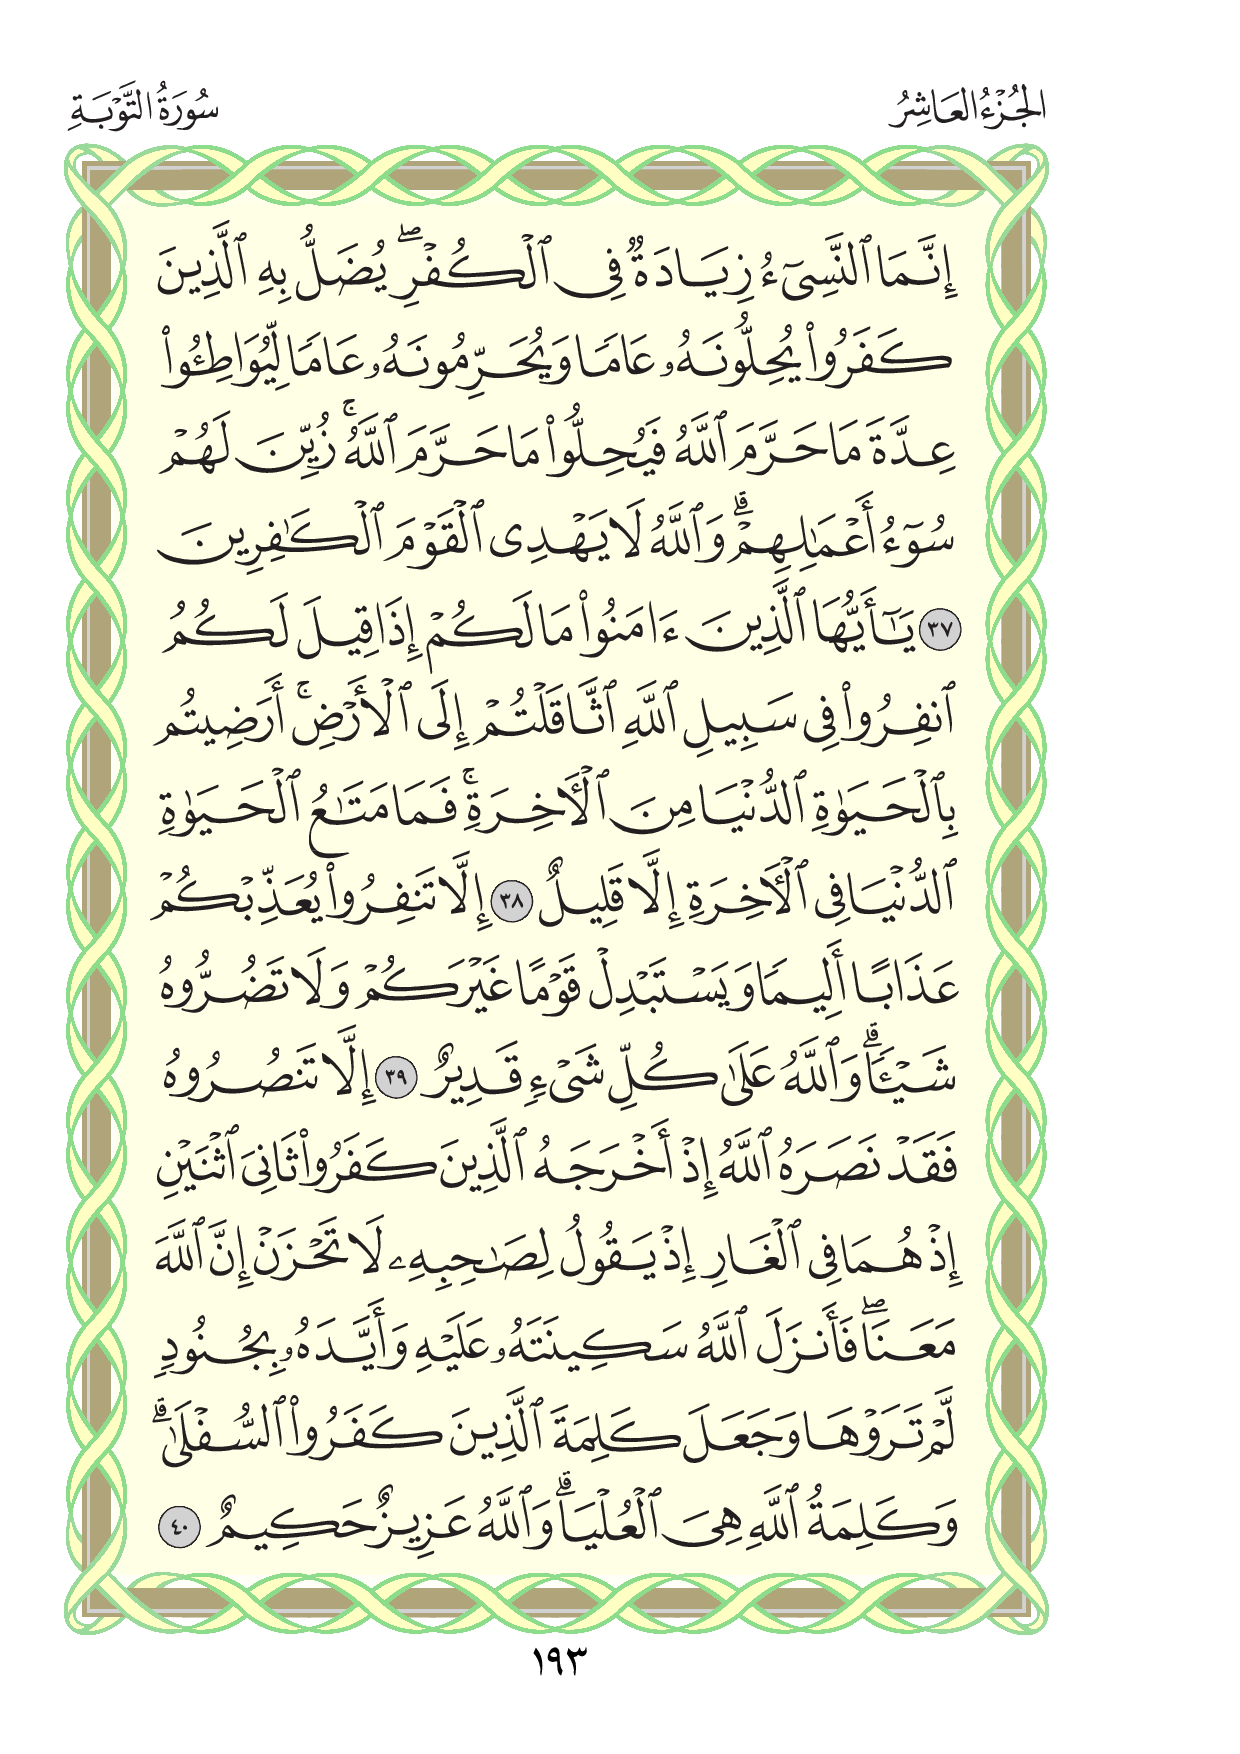 الجُزْءُ العَاشِرُ
سُورَةُ التَّوْبَةِ
إِنَّمَا ٱلنَّسِىٓءُ زِيَادَةٌ فِى ٱلْكُفْرِ ۖ يُضَلُّ بِهِ ٱلَّذِينَ
كَفَرُوا۟ يُحِلُّونَهُۥ عَامًا وَيُحَرِّمُونَهُۥ عَامًا لِّيُوَاطِـُٔوا۟
عِدَّةَ مَا حَرَّمَ ٱللَّهُ فَيُحِلُّوا۟ مَا حَرَّمَ ٱللَّهُ ۚ زُيِّنَ لَهُمْ
سُوٓءُ أَعْمَـٰلِهِمْ ۗ وَٱللَّهُ لَا يَهْدِى ٱلْقَوْمَ ٱلْكَـٰفِرِينَ
٣٧ يَـٰٓأَيُّهَا ٱلَّذِينَ ءَامَنُوا۟ مَا لَكُمْ إِذَا قِيلَ لَكُمُ
ٱنفِرُوا۟ فِى سَبِيلِ ٱللَّهِ ٱثَّاقَلْتُمْ إِلَى ٱلْأَرْضِ ۚ أَرَضِيتُم
بِٱلْحَيَوٰةِ ٱلدُّنْيَا مِنَ ٱلْـَٔاخِرَةِ ۚ فَمَا مَتَـٰعُ ٱلْحَيَوٰةِ
ٱلدُّنْيَا فِى ٱلْـَٔاخِرَةِ إِلَّا قَلِيلٌ ٣٨ إِلَّا تَنفِرُوا۟ يُعَذِّبْكُمْ
عَذَابًا أَلِيمًا وَيَسْتَبْدِلْ قَوْمًا غَيْرَكُمْ وَلَا تَضُرُّوهُ
شَيْـًٔا ۗ وَٱللَّهُ عَلَىٰ كُلِّ شَىْءٍ قَدِيرٌ ٣٩ إِلَّا تَنصُرُوهُ
فَقَدْ نَصَرَهُ ٱللَّهُ إِذْ أَخْرَجَهُ ٱلَّذِينَ كَفَرُوا۟ ثَانِىَ ٱثْنَيْنِ
إِذْ هُمَا فِى ٱلْغَارِ إِذْ يَقُولُ لِصَـٰحِبِهِۦ لَا تَحْزَنْ إِنَّ ٱللَّهَ
مَعَنَا ۖ فَأَنزَلَ ٱللَّهُ سَكِينَتَهُۥ عَلَيْهِ وَأَيَّدَهُۥ بِجُنُودٍ
لَّمْ تَرَوْهَا وَجَعَلَ كَلِمَةَ ٱلَّذِينَ كَفَرُوا۟ ٱلسُّفْلَىٰ ۗ
وَكَلِمَةُ ٱللَّهِ هِىَ ٱلْعُلْيَا ۗ وَٱللَّهُ عَزِيزٌ حَكِيمٌ ٤٠
١٩٣